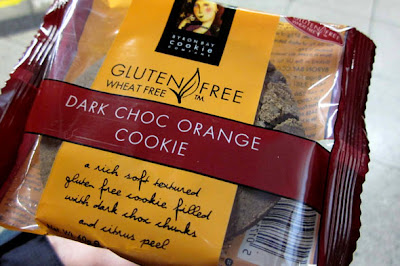 BYRON BAY
cookie
COMPANY
GLUTEN FREE
WHEAT FREE TM
DARK CHOC ORANGE
COOKIE
a rich soft textured
gluten free cookie filled
with dark choc chunks
and citrus peel